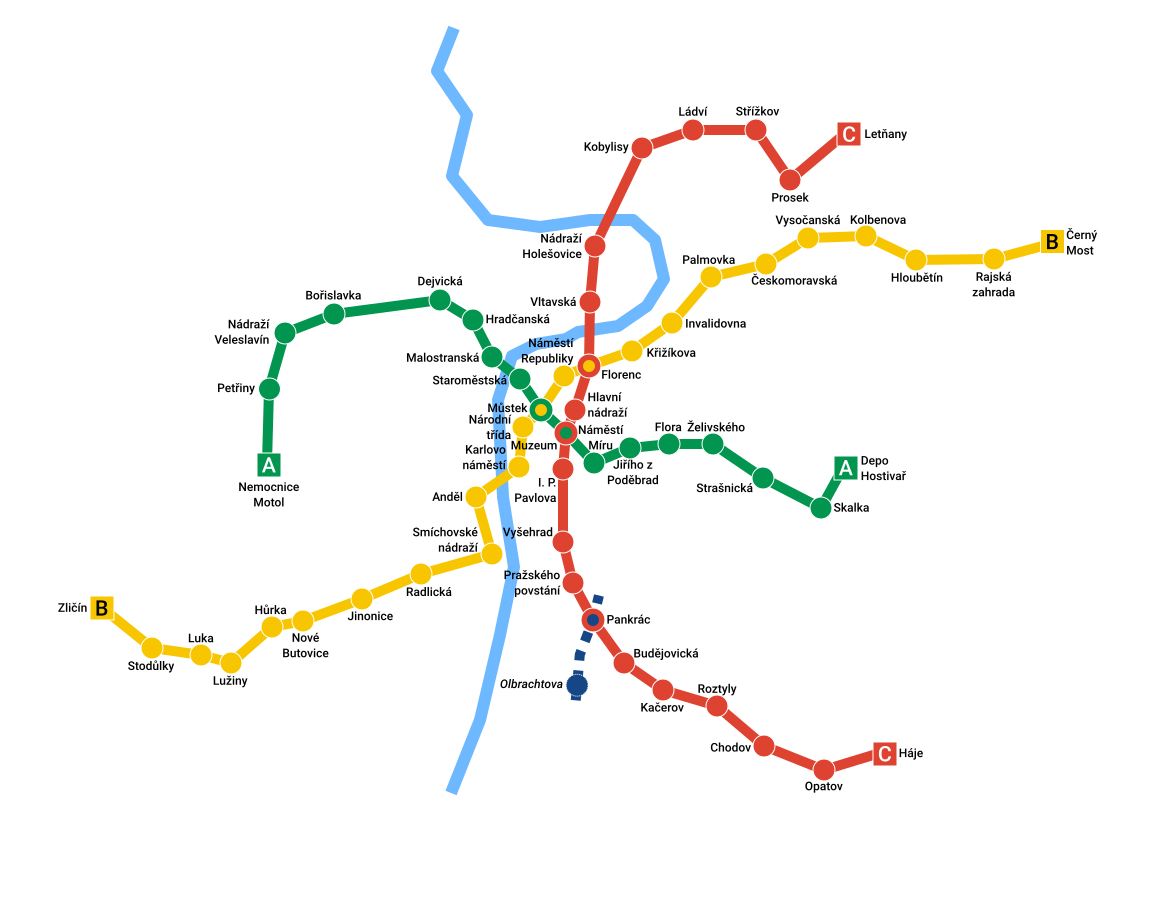 Ládví
Střížkov
C
Letňany
Kobylisy
Prosek
Vysočanská
Kolbenova
Nádraží
Holešovice
B
Černý
Most
Palmovka
Českomoravská
Hloubětín
Rajská
zahrada
Dejvická
Bořislavka
Vltavská
Hradčanská
Invalidovna
Nádraží
Veleslavín
Náměstí
Republiky
Křižíkova
Malostranská
Florenc
Petřiny
Staroměstská
Hlavní
nádraží
Můstek
Národní
třída
Náměstí
Míru
Flora
Želivského
Muzeum
Karlovo
náměstí
A
Nemocnice
Motol
Jiřího z
Poděbrad
A
Depo
Hostivař
I. P.
Pavlova
Strašnická
Skalka
Anděl
Smíchovské
nádraží
Vyšehrad
Pražského
povstání
Radlická
Zličín
B
Hůrka
Jinonice
Pankrác
Luka
Nové
Butovice
Stodůlky
Lužiny
Budějovická
Olbrachtova
Roztyly
Kačerov
Chodov
C
Háje
Opatov